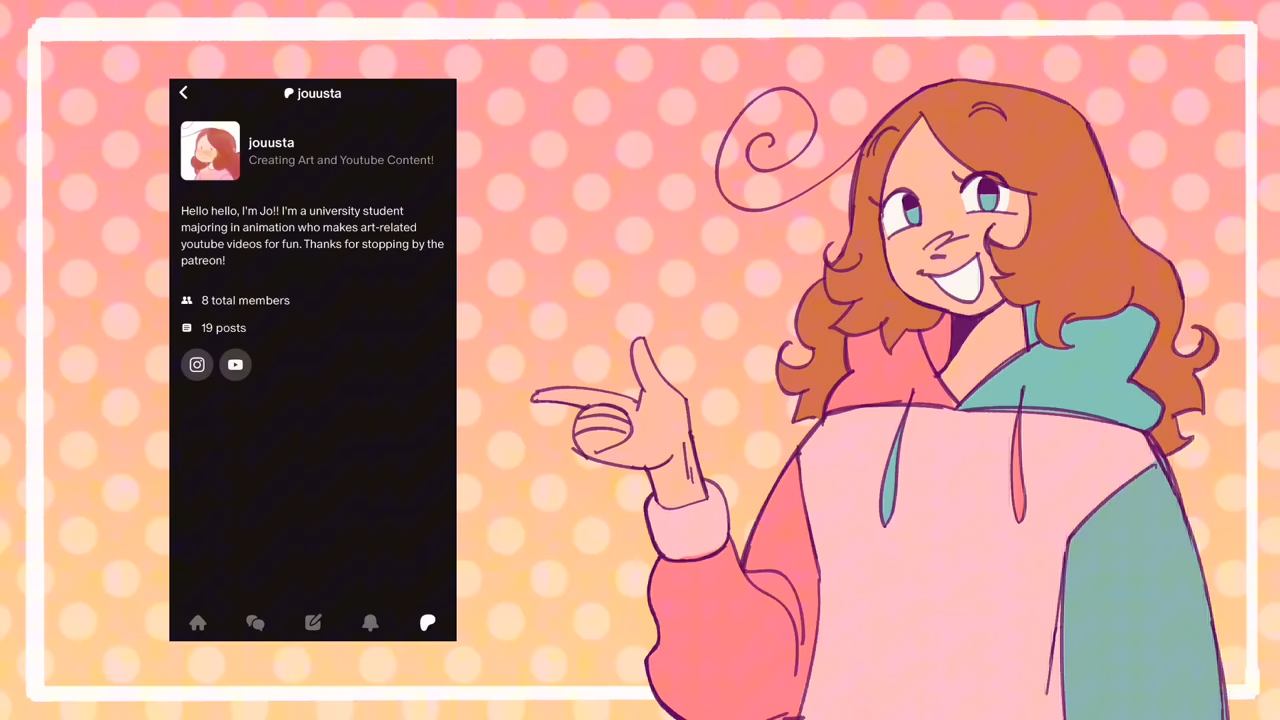 jouusta
jouusta
Creating Art and Youtube Content!
Hello hello, I'm Jo!! I'm a university student
majoring in animation who makes art-related
youtube videos for fun. Thanks for stopping by the
patreon!
8 total members
19 posts